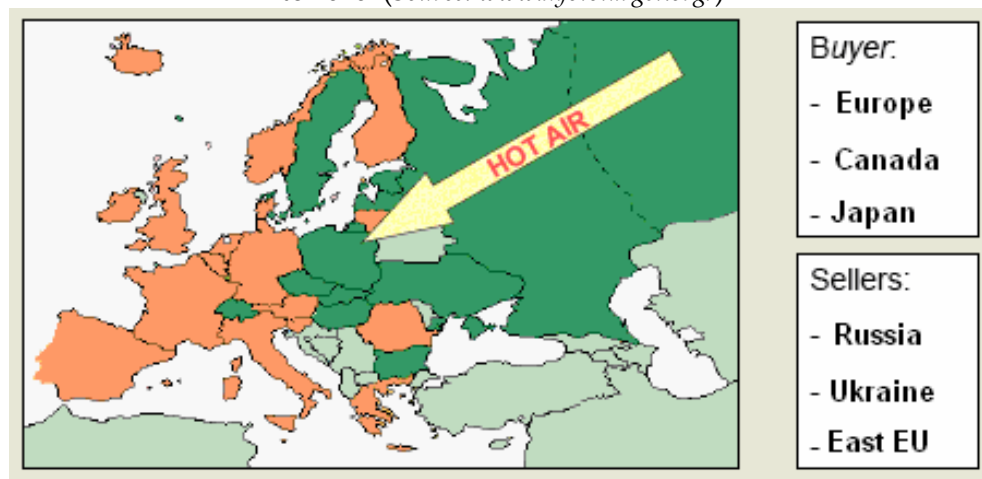 HOT AIR
Buyer:
- Europe
- Canada
- Japan
Sellers:
- Russia
- Ukraine
- East EU